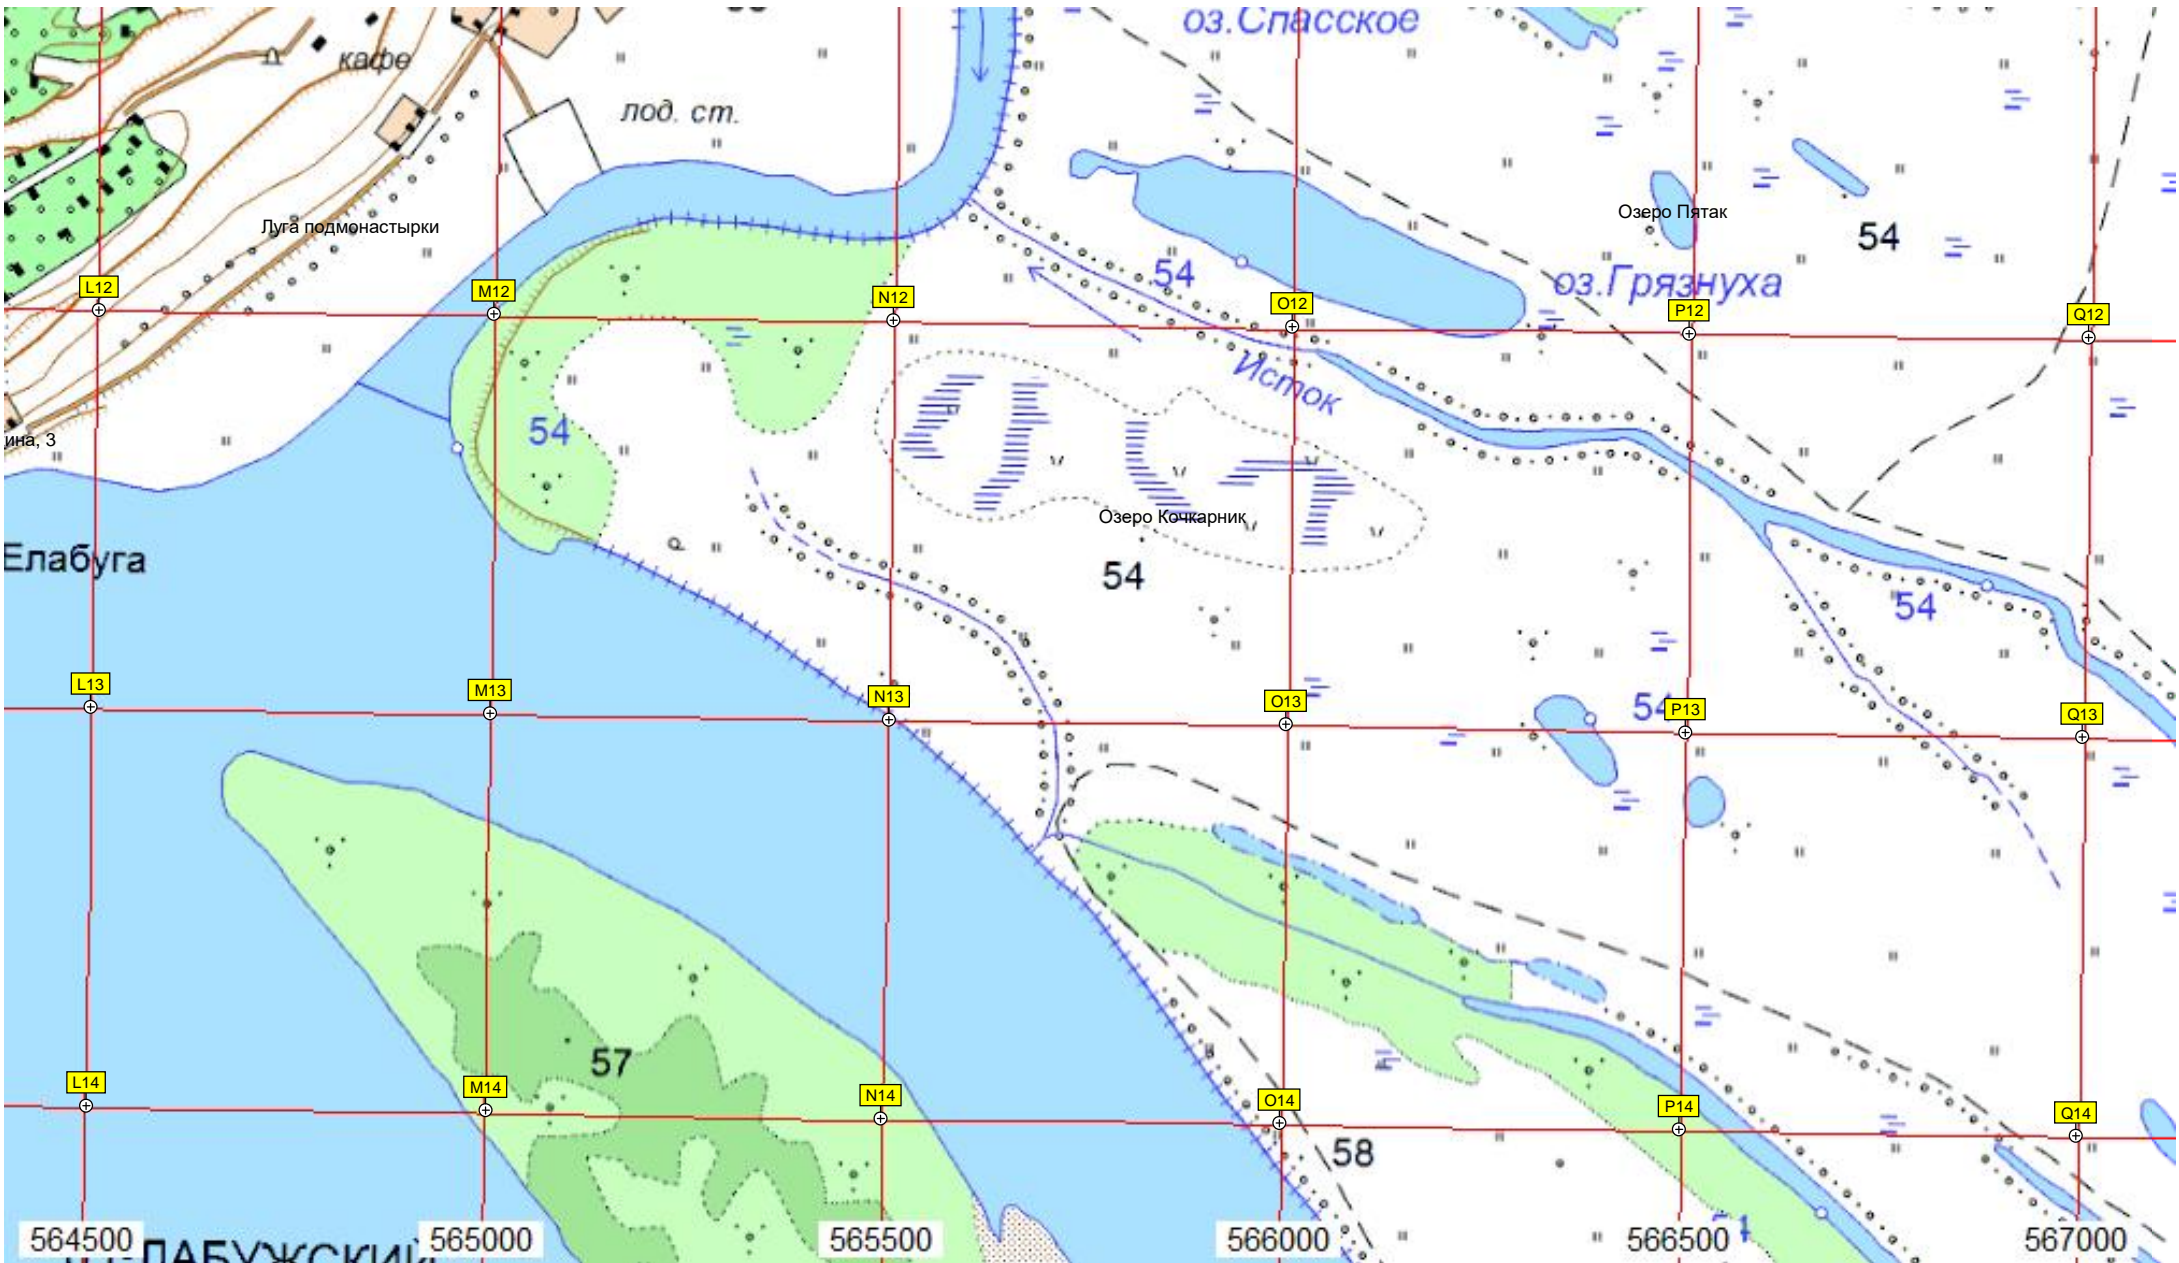 оз.Спасское
кафе
лод. ст.
Озеро Пятак
Луга подмонастырки
54
54
оз.Грязнуха
L12
M12
N12
O12
P12
Q12
Исток
54
ина, 3
Озеро Кочкарник
Елабуга
54
54
L13
M13
N13
O13
54
P13
Q13
57
L14
M14
N14
O14
P14
Q14
58
564500
565000
565500
566000
566500
567000
ЛАБУЖСКИЙ